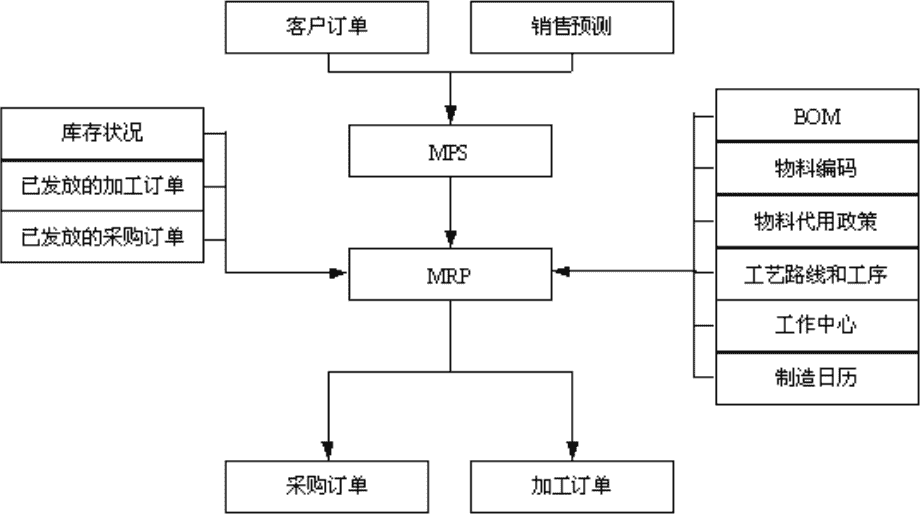 客户订单
销售预测
MPS
库存状况
已发放的加工订单
已发放的采购订单
MRP
BOM
物料编码
物料代用政策
工艺路线和工序
工作中心
制造日历
采购订单
加工订单